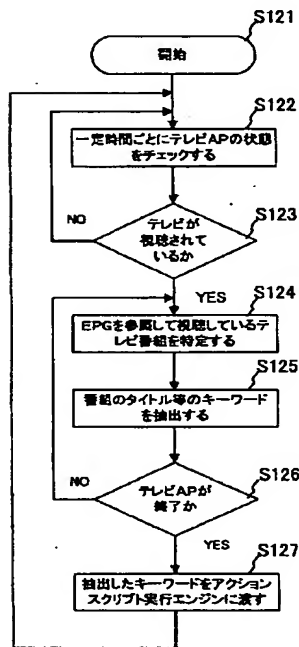 S121
開始
S122
一定時間ごとにテレビAPの状態
をチェックする
S123
テレビが
視聴されて
いるか
NO
YES
S124
EPGを参照して視聴しているテ
レビ番組を特定する
S125
番組のタイトル等のキーワード
を抽出する
S126
テレビAPが
終了か
NO
YES
S127
抽出したキーワードをアクション
スクリプト実行エンジンに渡す